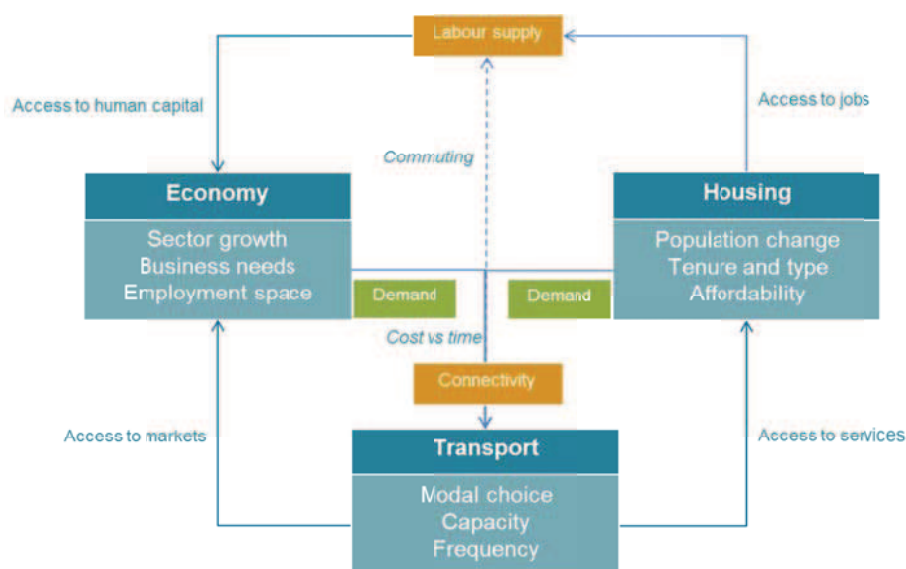 Labour supply
Access to human capital
Access to jobs
Commuting
Economy
Sector growth
Business needs
Employment space
Housing
Population change
Tenure and type
Affordability
Demand
Demand
Cost vs time
Connectivity
Access to markets
Access to services
Transport
Modal choice
Capacity
Frequency